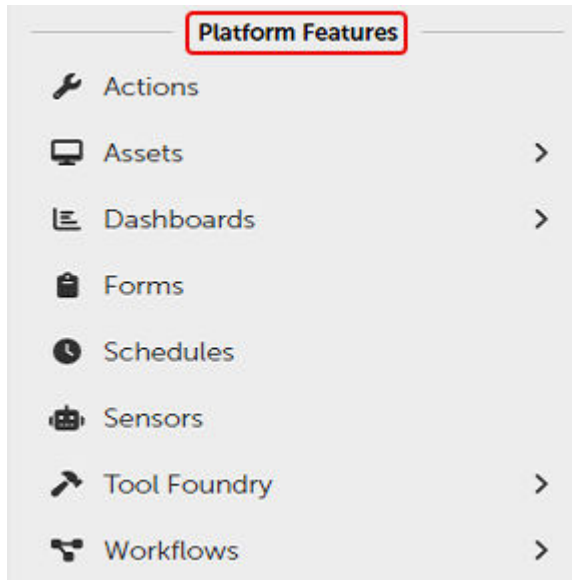 Platform Features
Actions
Assets
Dashboards
Forms
Schedules
Sensors
Tool Foundry
Workflows